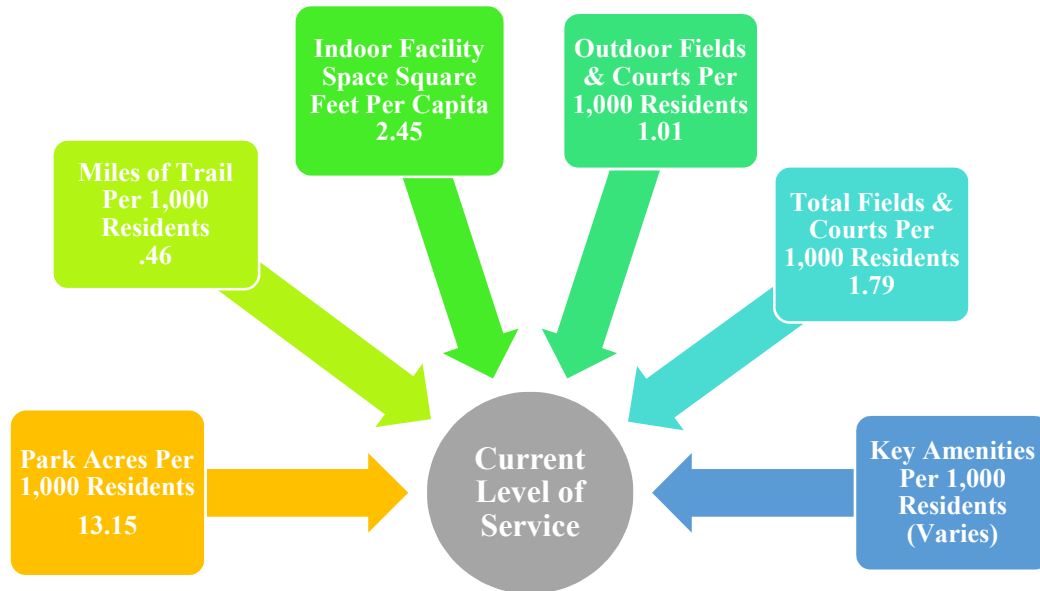 Park Acres Per
1,000 Residents
13.15
Miles of Trail
Per 1,000
Residents
.46
Indoor Facility
Space Square
Feet Per Capita
2.45
Outdoor Fields
& Courts Per
1,000 Residents
1.01
Total Fields &
Courts Per
1,000 Residents
1.79
Key Amenities
Per 1,000
Residents
(Varies)
Current
Level of
Service